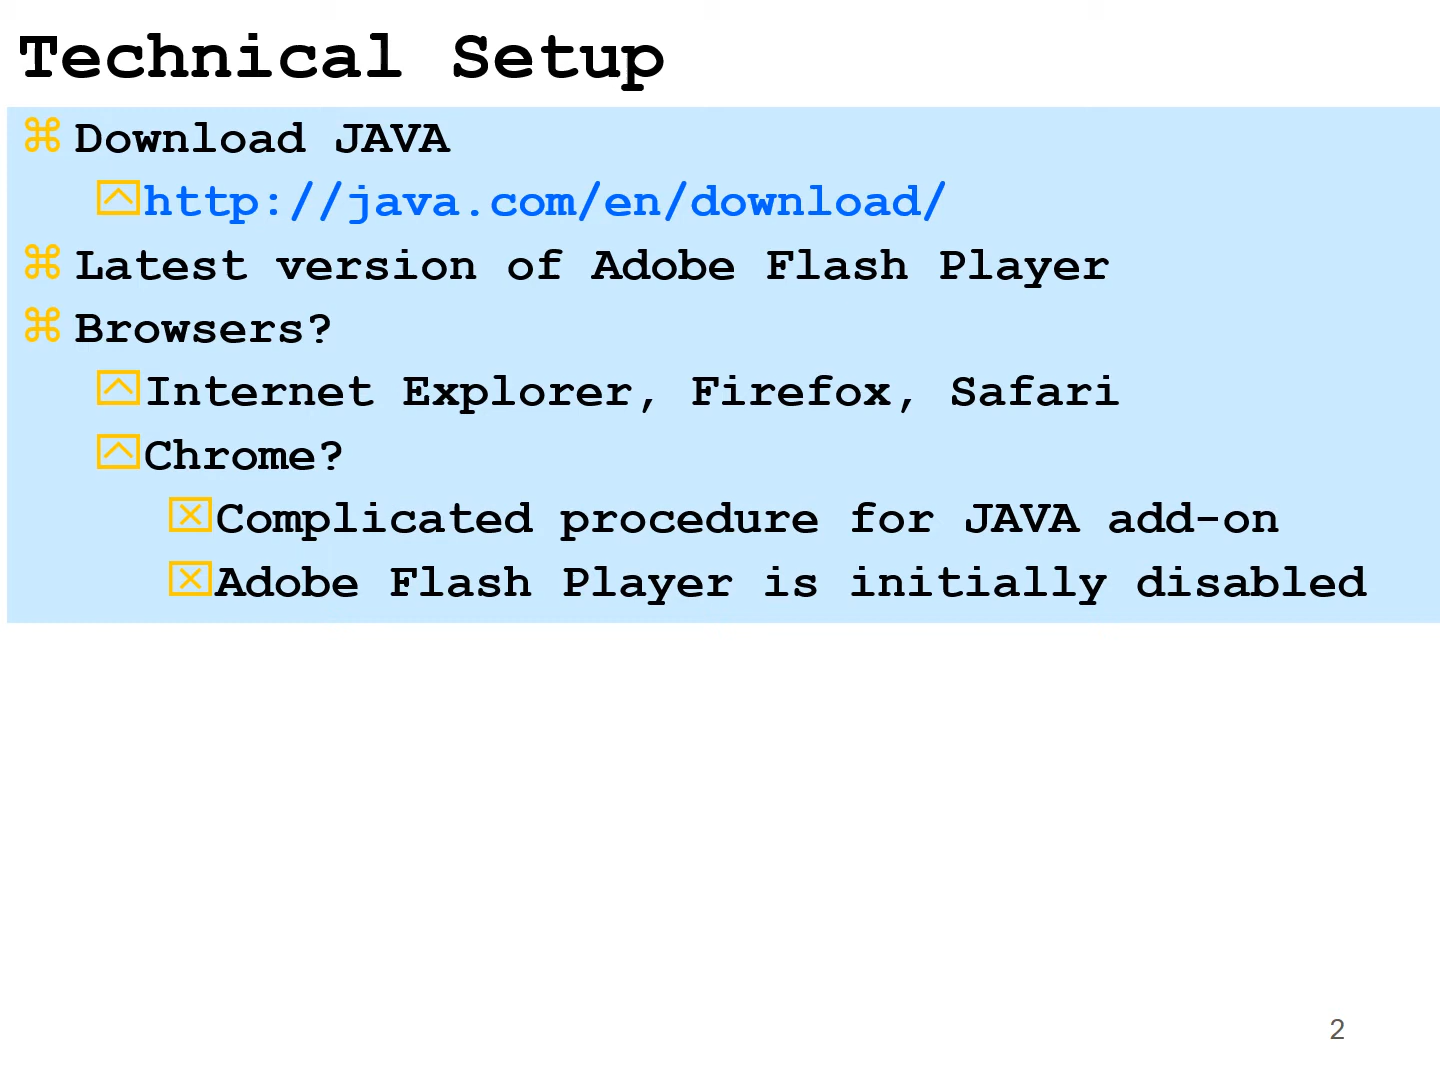 Technical Setup
Download JAVA
http://java.com/en/download/
Latest version of Adobe Flash Player
Browsers?
Internet Explorer, Firefox, Safari
Chrome?
Complicated procedure for JAVA add-on
Adobe Flash Player is initially disabled
2